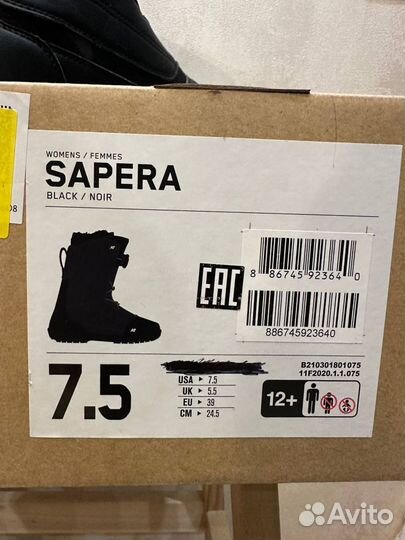 08
WOMENS / FEMMES
SAPERA
BLACK / NOIR
EAC
8 86745 92364 0
886745923640
7.5
USA ▸ 7.5
UK ▸ 5.5
EU ▸ 39
CM ▸ 24.5
B210301801075
11F2020.1.1.075
12+
Avito